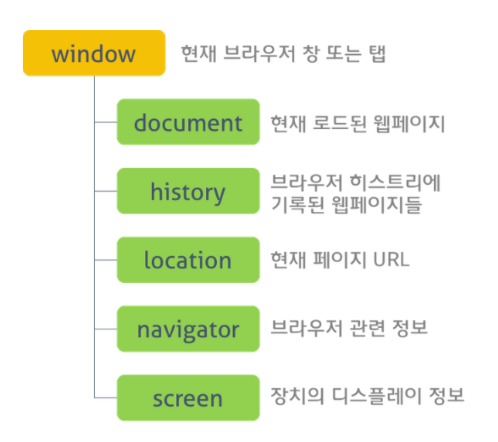 window 현재 브라우저 창 또는 탭
document 현재 로드된 웹페이지
history 브라우저 히스트리에
기록된 웹페이지들
location 현재 페이지 URL
navigator 브라우저 관련 정보
screen 장치의 디스플레이 정보